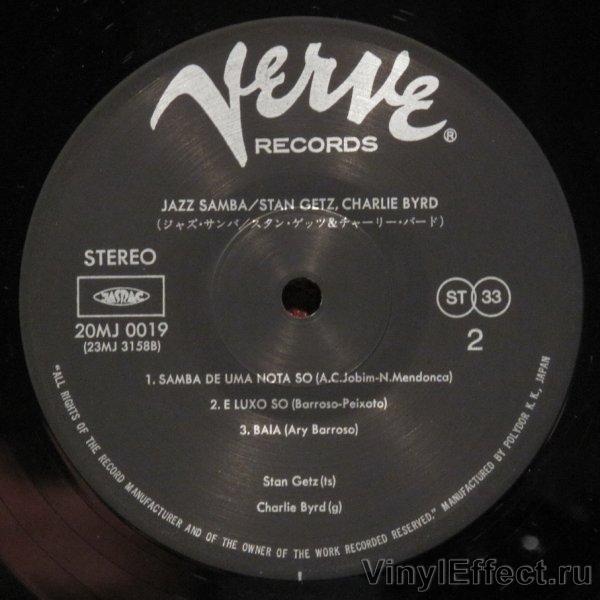 VERVE
RECORDS ®
JAZZ SAMBA/STAN GETZ, CHARLIE BYRD
(ジャズ・サンバ/スタン・ゲッツ&チャーリー・バード)
STEREO
JASRAC
20MJ 0019
(23MJ 3158B)
ST 33
2
1. SAMBA DE UMA NOTA SO (A.C.Jobim-N.Mendonca)
2. E LUXO SO (Barroso-Peixoto)
3. BAIA (Ary Barroso)
Stan Getz (ts)
Charlie Byrd (g)
"ALL RIGHTS OF THE RECORD MANUFACTURER AND OF THE OWNER OF THE WORK RECORDED RESERVED." MANUFACTURED BY POLYDOR K. K., JAPAN
VinylEffect.ru